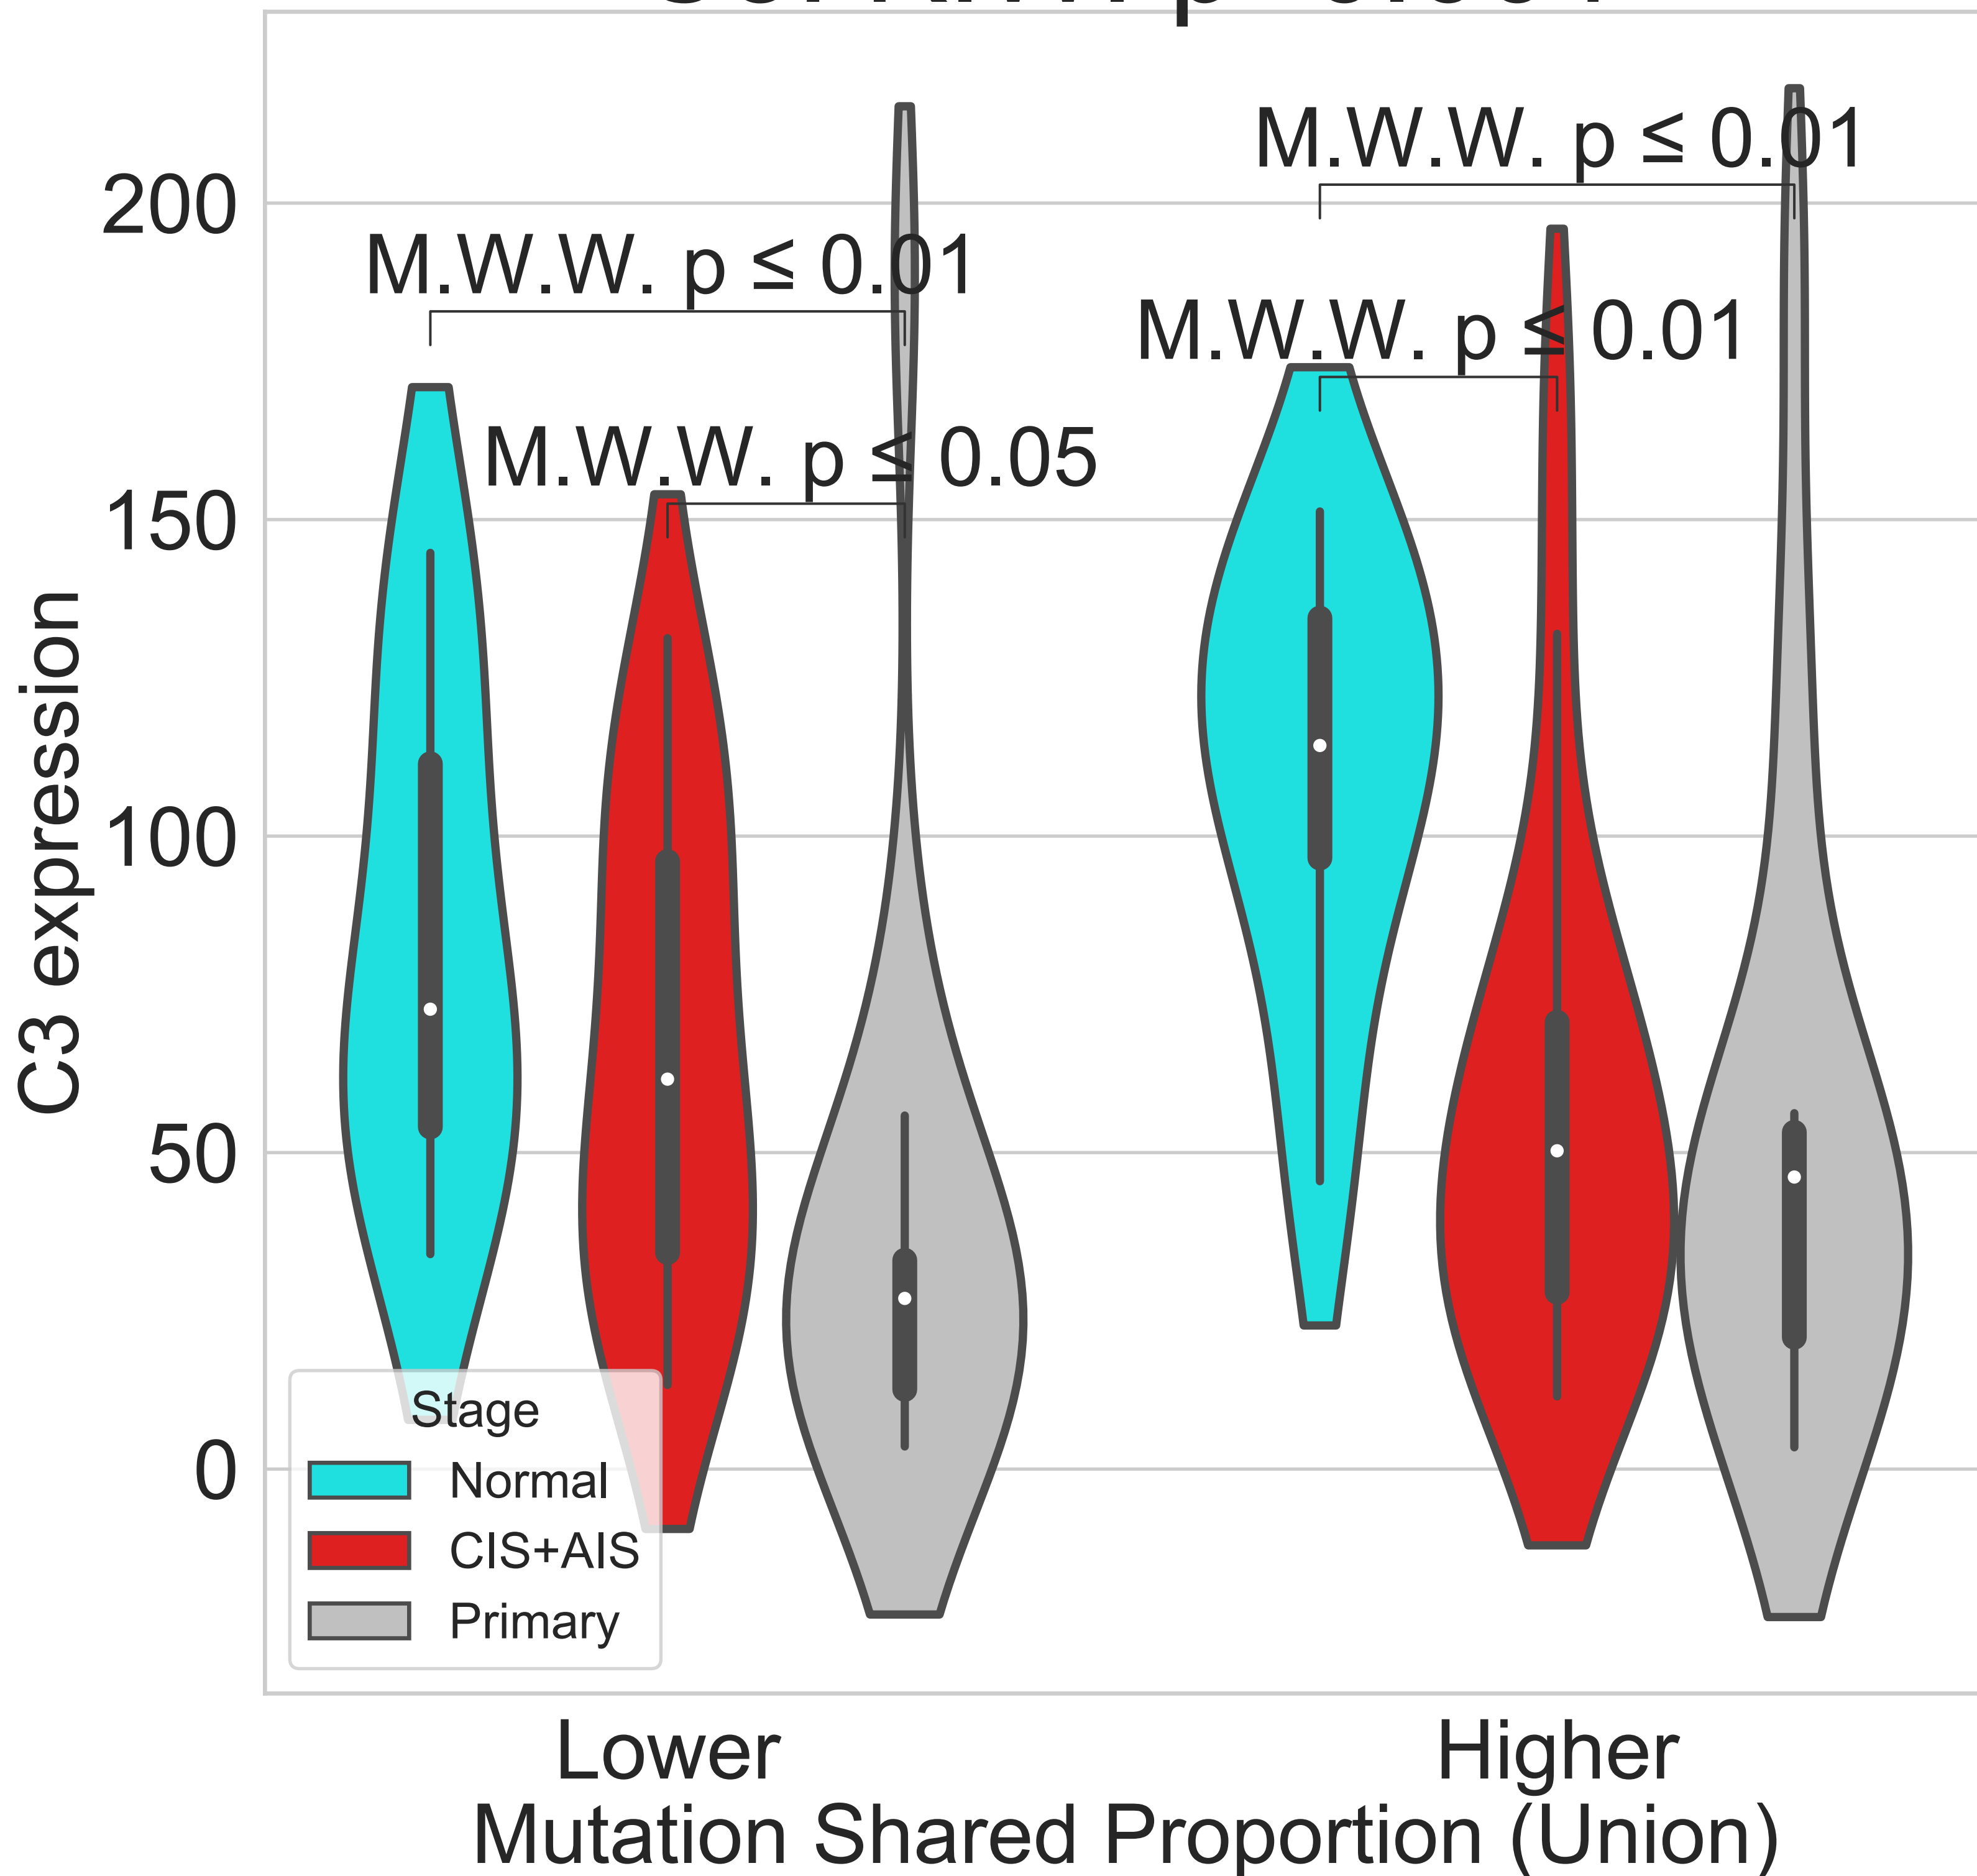 M.W.W. p ≤ 0.01
200
M.W.W. p ≤ 0.01
M.W.W. p ≤ 0.01
M.W.W. p ≤ 0.05
150
100
50
0
C3 expression
Stage
Normal
CIS+AIS
Primary
Lower
Higher
Mutation Shared Proportion (Union)